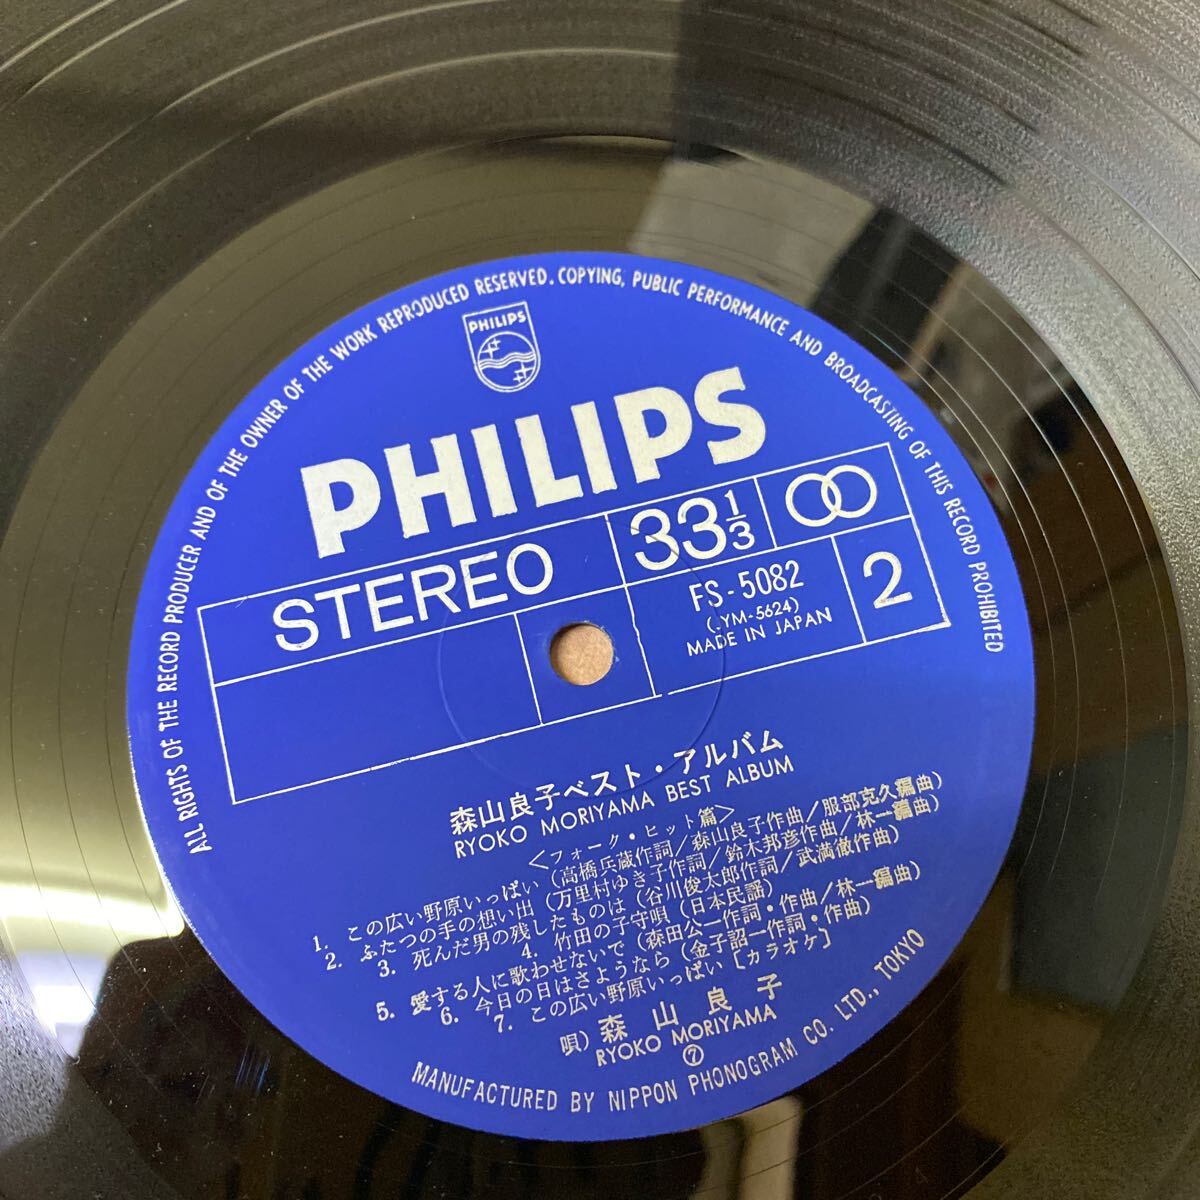 ALL RIGHTS OF THE RECORD PRODUCER AND OF THE OWNER OF THE WORK REPRODUCED RESERVED. COPYING, PUBLIC PERFORMANCE AND BROADCASTING OF THIS RECORD PROHIBITED
PHILIPS
PHILIPS
STEREO
33 1/3
FS-5082
(JYM-5624)
MADE IN JAPAN
2
森山良子ベスト・アルバム
RYOKO MORIYAMA BEST ALBUM
〈フォーク・ヒット篇〉
1. この広い野原いっぱい (高橋兵蔵作詞/森山良子作曲/服部克久編曲)
2. ふたつの手の想い出 (万里村ゆき子作詞/鈴木邦彦作曲/林一編曲)
3. 死んだ男の残したものは (谷川俊太郎作詞/武満徹作曲)
4. 竹田の子守唄 (日本民謡)
5. 愛する人に歌わせないで (森田公一作詞・作曲/林一編曲)
6. 今日の日はさようなら (金子詔一作詞・作曲)
7. この広い野原いっぱい [カラオケ]
唄) 森山良子
RYOKO MORIYAMA
⑦
MANUFACTURED BY NIPPON PHONOGRAM CO. LTD., TOKYO